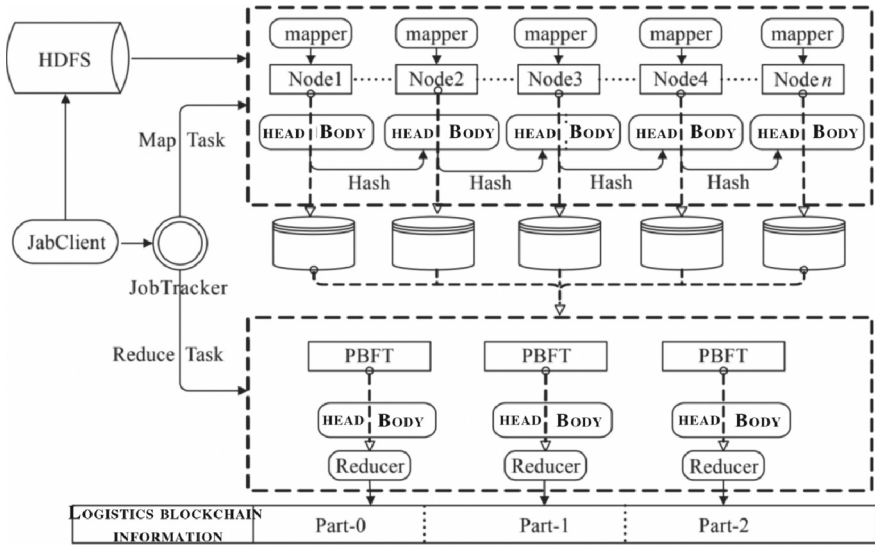 HDFS
mapper mapper mapper mapper mapper
Node1 Node2 Node3 Node4 Noden
HEAD BODY HEAD BODY HEAD BODY HEAD BODY HEAD BODY
Map Task
Hash Hash Hash Hash
JabClient
JobTracker
Reduce Task
PBFT PBFT PBFT
HEAD BODY HEAD BODY HEAD BODY
Reducer Reducer Reducer
LOGISTICS BLOCKCHAIN
INFORMATION
Part-0 Part-1 Part-2